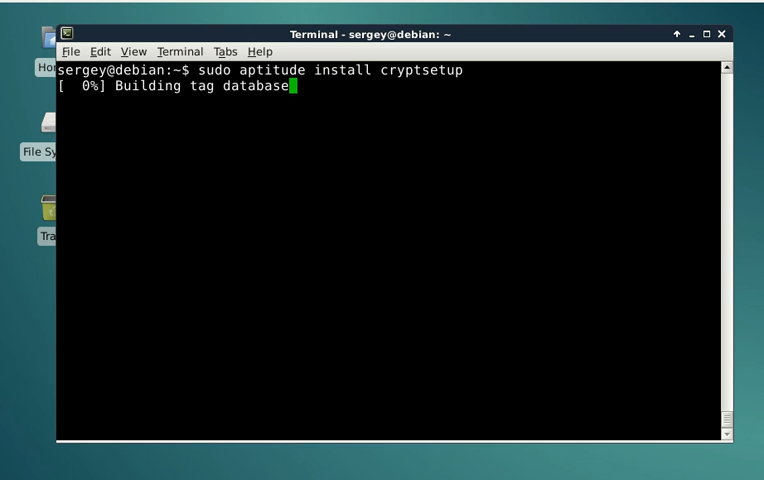 Terminal - sergey@debian: ~
File Edit View Terminal Tabs Help
sergey@debian:~$ sudo aptitude install cryptsetup
[  0%] Building tag database
File Sy
Tra